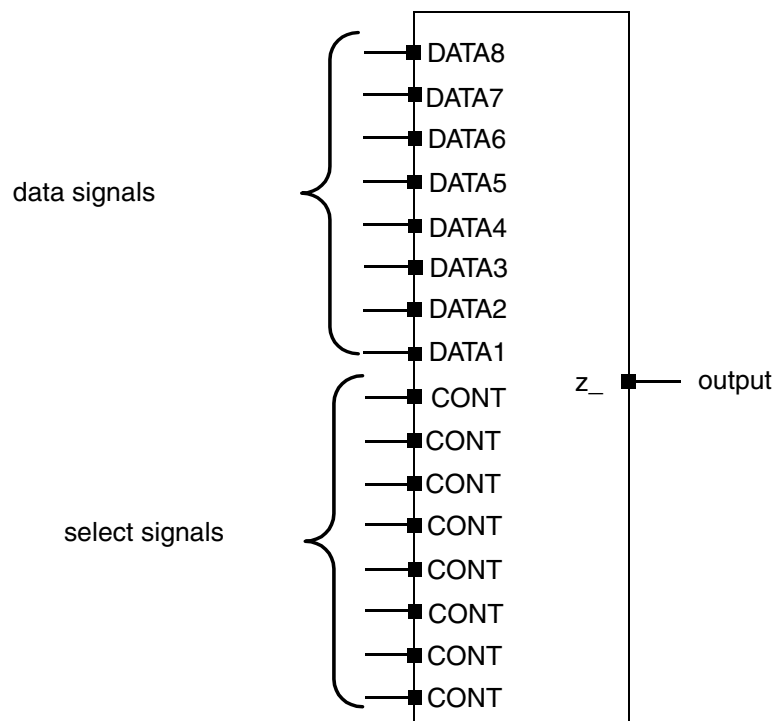 DATA8
DATA7
DATA6
data signals
DATA5
DATA4
DATA3
DATA2
DATA1
z_
output
CONT
CONT
CONT
select signals
CONT
CONT
CONT
CONT
CONT